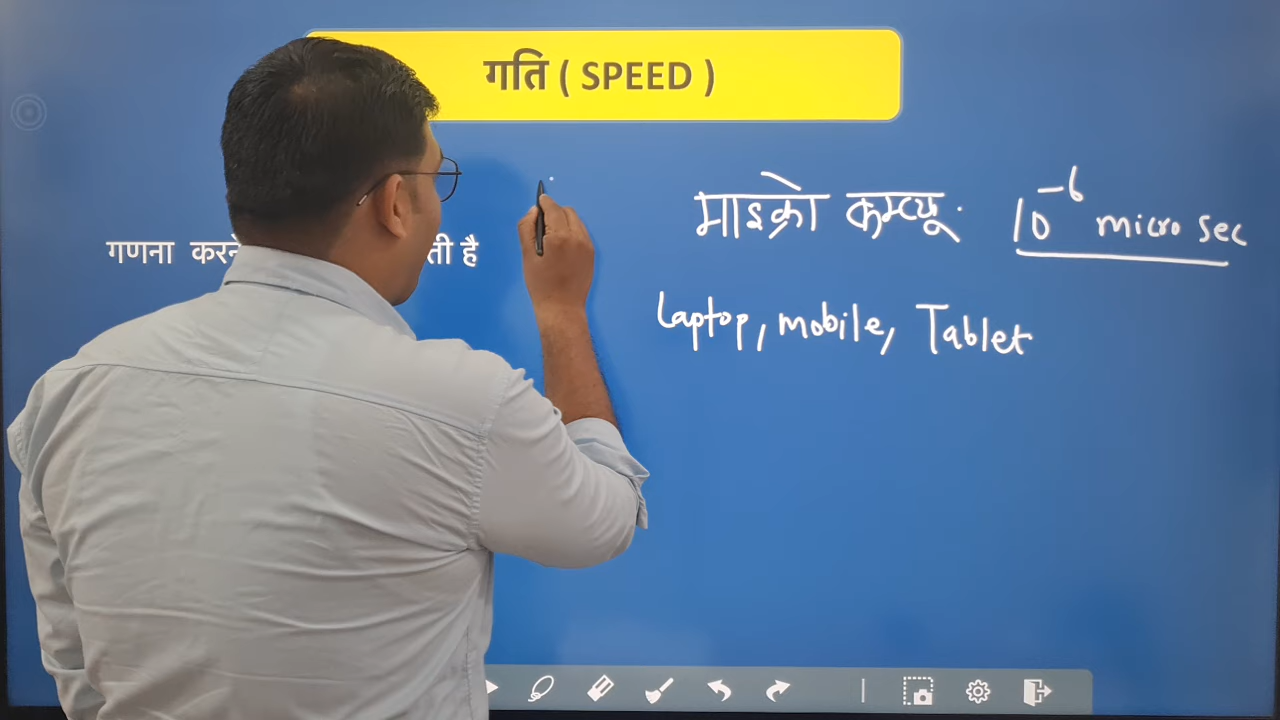 गति ( SPEED )
माइक्रो कम्प्यू. 10⁻⁶ micro sec
गणना करने ती है
Laptop, mobile, Tablet